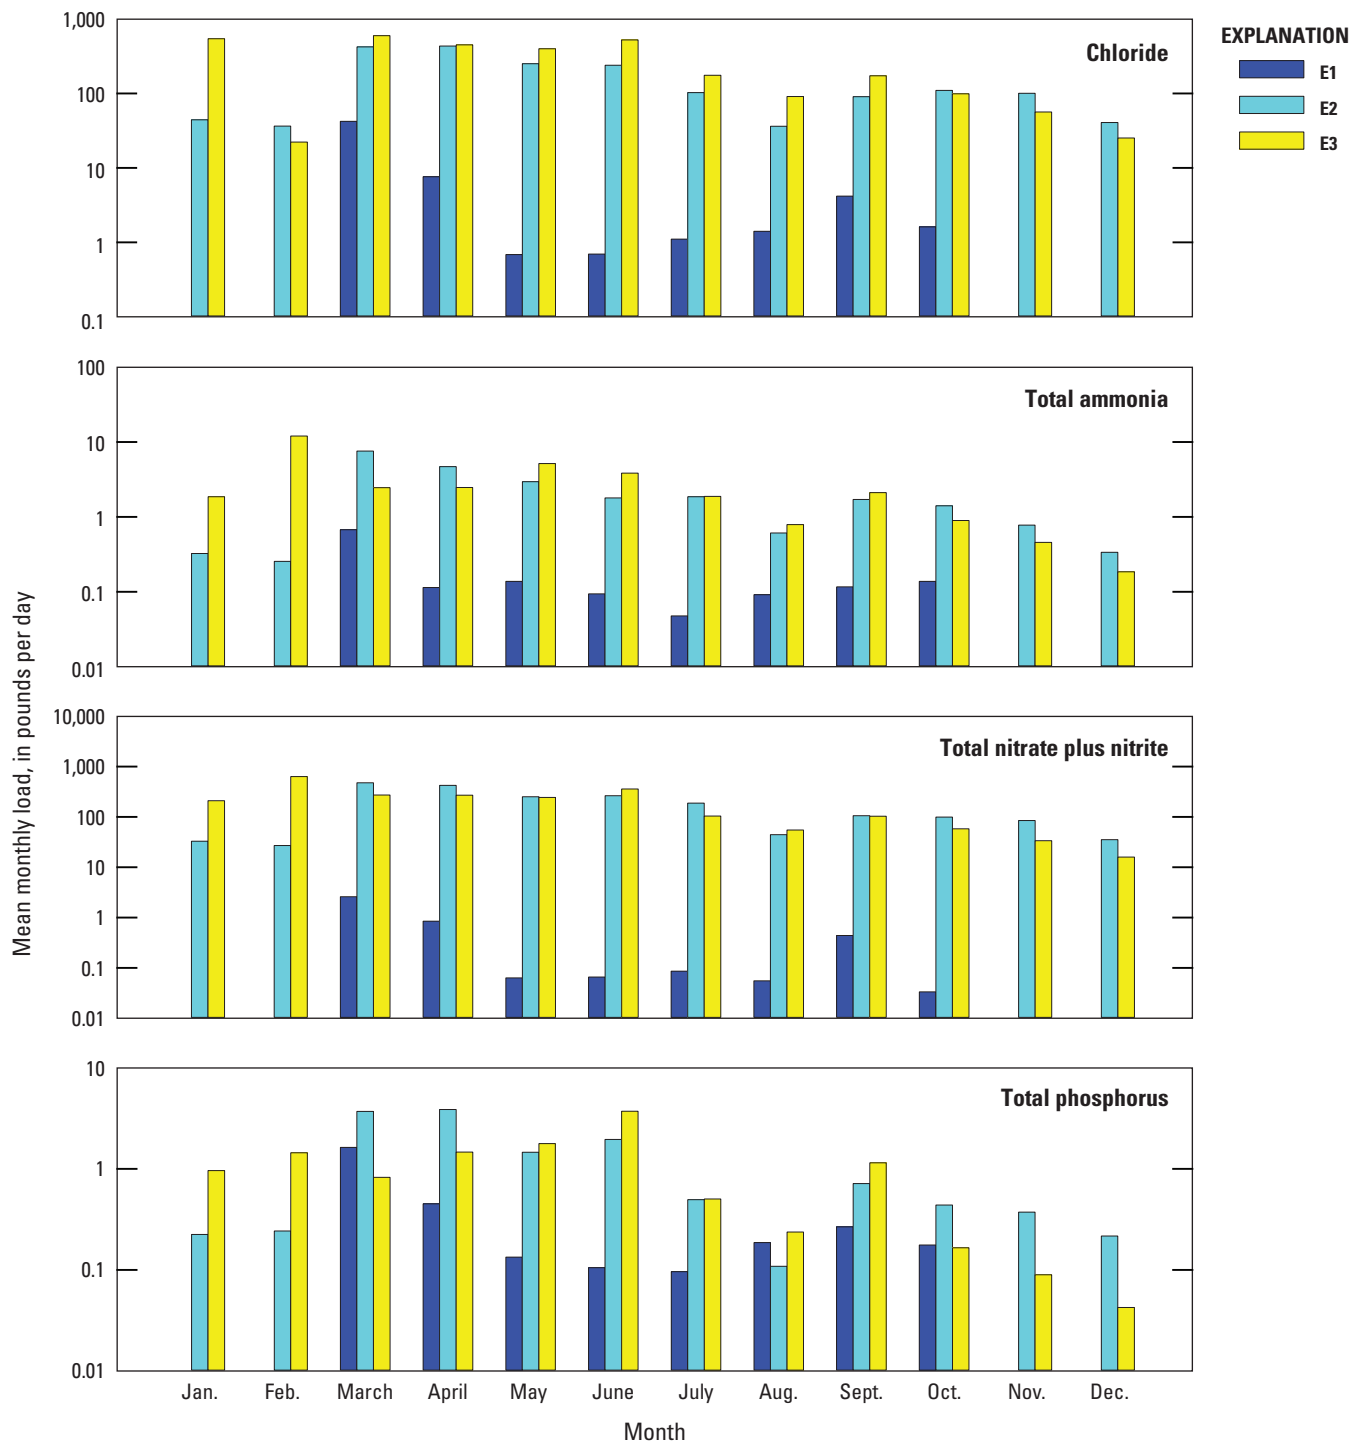 EXPLANATION
E1
E2
E3
Mean monthly load, in pounds per day
Chloride
1,000
100
10
1
0.1
Total ammonia
100
10
1
0.1
0.01
Total nitrate plus nitrite
10,000
1,000
100
10
1
0.1
0.01
Total phosphorus
10
1
0.1
0.01
Jan. Feb. March April May June July Aug. Sept. Oct. Nov. Dec.
Month